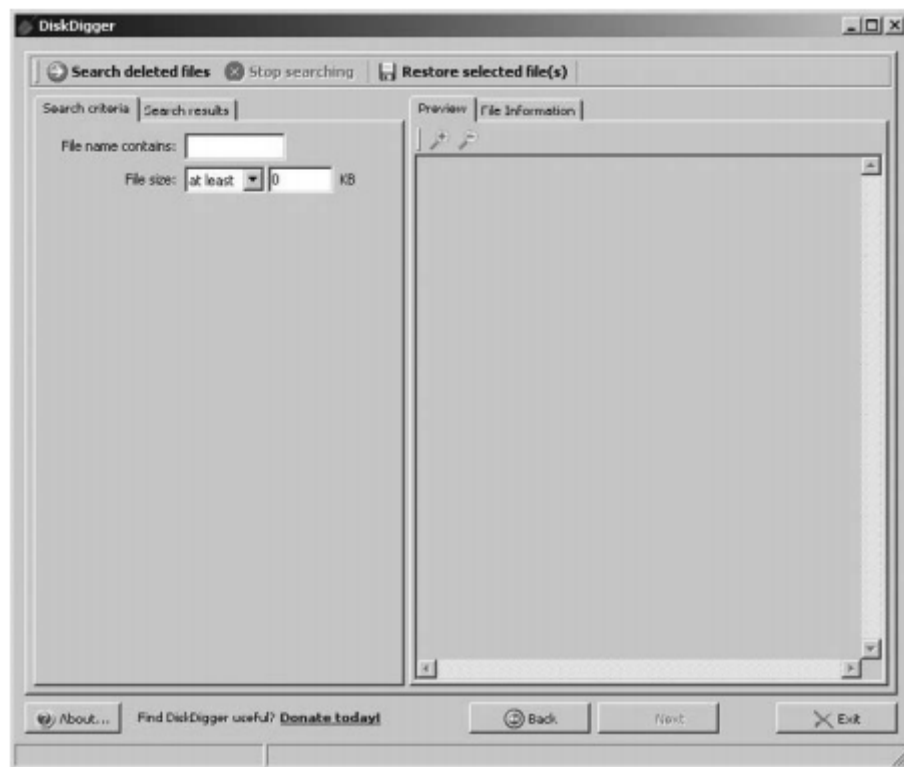 DiskDigger
Search deleted files Stop searching Restore selected file(s)
Search criteria Search results
Preview File Information
File name contains:
File size: at least 0 KB
About... Find DiskDigger useful? Donate today! Back Next Exit